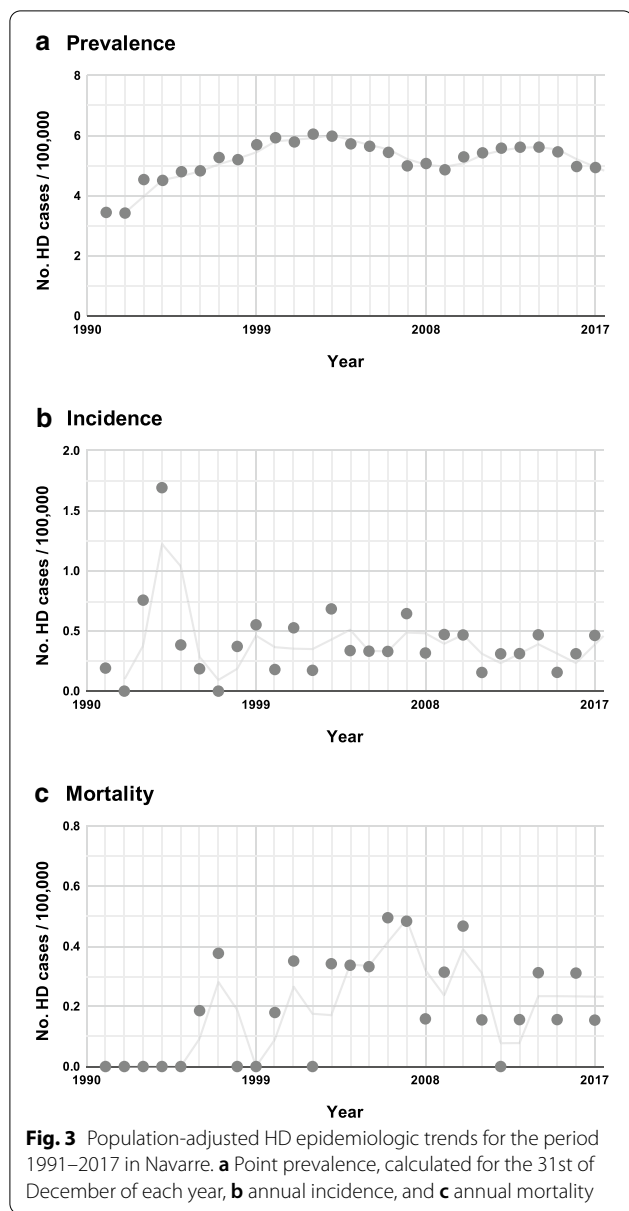 a Prevalence
8
6
4
2
0
No. HD cases / 100,000
1990 1999 2008 2017
Year
b Incidence
2.0
1.5
1.0
0.5
0.0
No. HD cases / 100,000
1990 1999 2008 2017
Year
c Mortality
0.8
0.6
0.4
0.2
0.0
No. HD cases / 100,000
1990 1999 2008 2017
Year
Fig. 3 Population-adjusted HD epidemiologic trends for the period
1991–2017 in Navarre. a Point prevalence, calculated for the 31st of
December of each year, b annual incidence, and c annual mortality